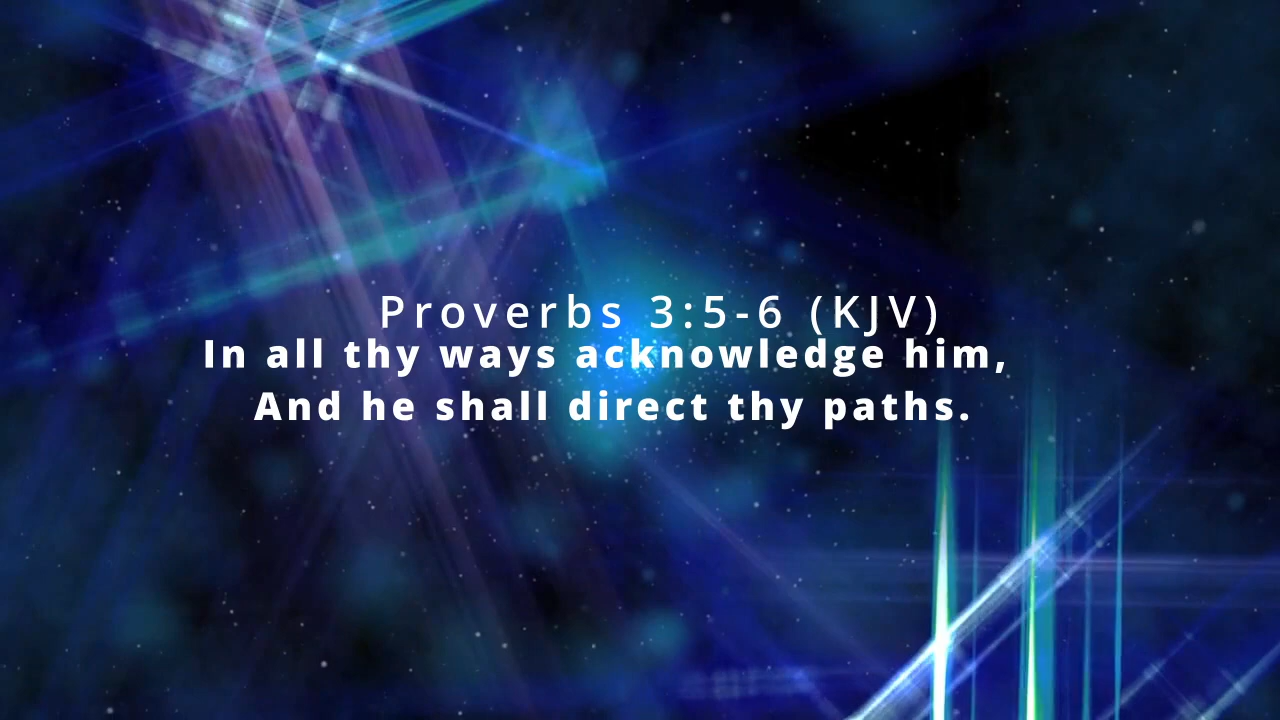 Proverbs 3:5-6 (KJV)
In all thy ways acknowledge him,
And he shall direct thy paths.